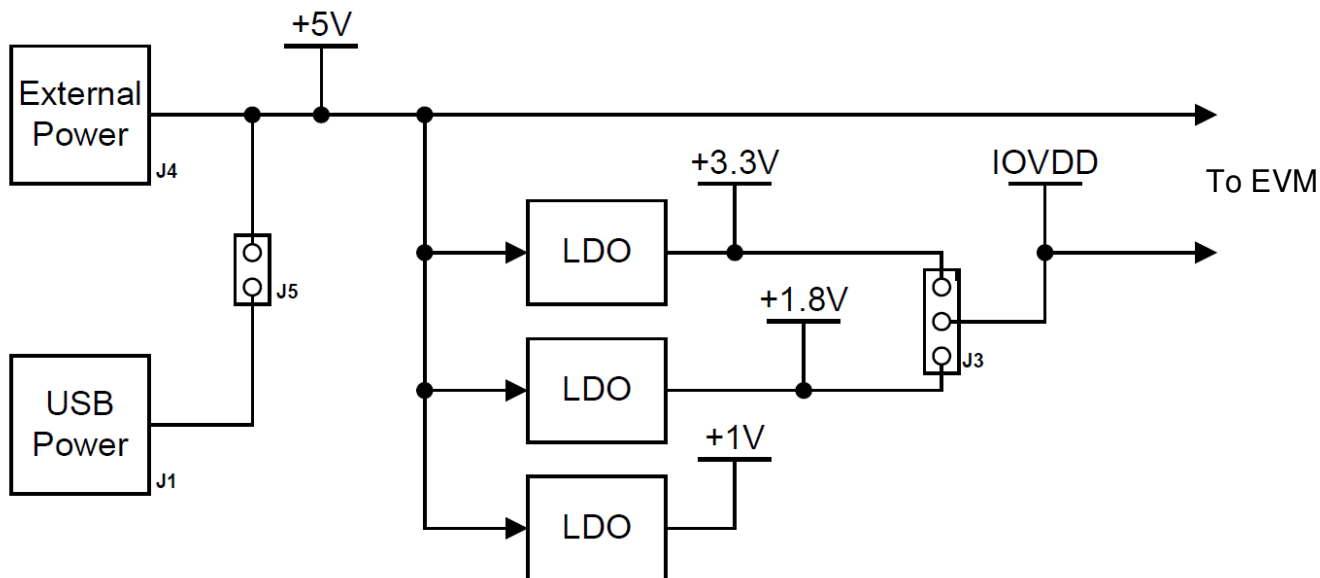 +5V
External
Power
J4
+3.3V
IOVDD
To EVM
LDO
J5
+1.8V
J3
USB
Power
J1
LDO
+1V
LDO